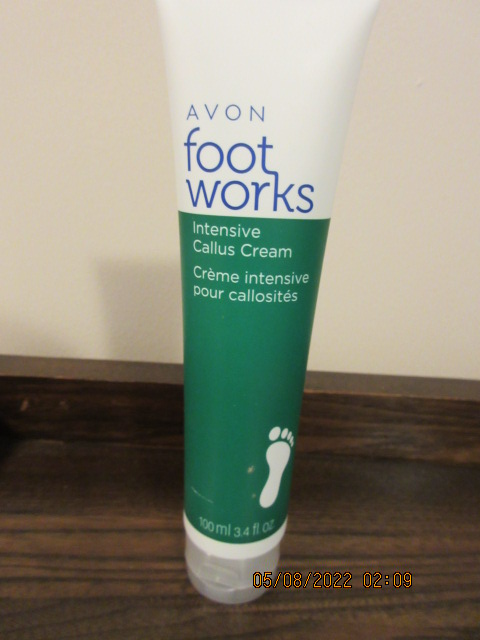 AVON
foot
works
Intensive
Callus Cream
Crème intensive
pour callosités
100 ml 3.4 fl. oz
05/08/2022 02:09